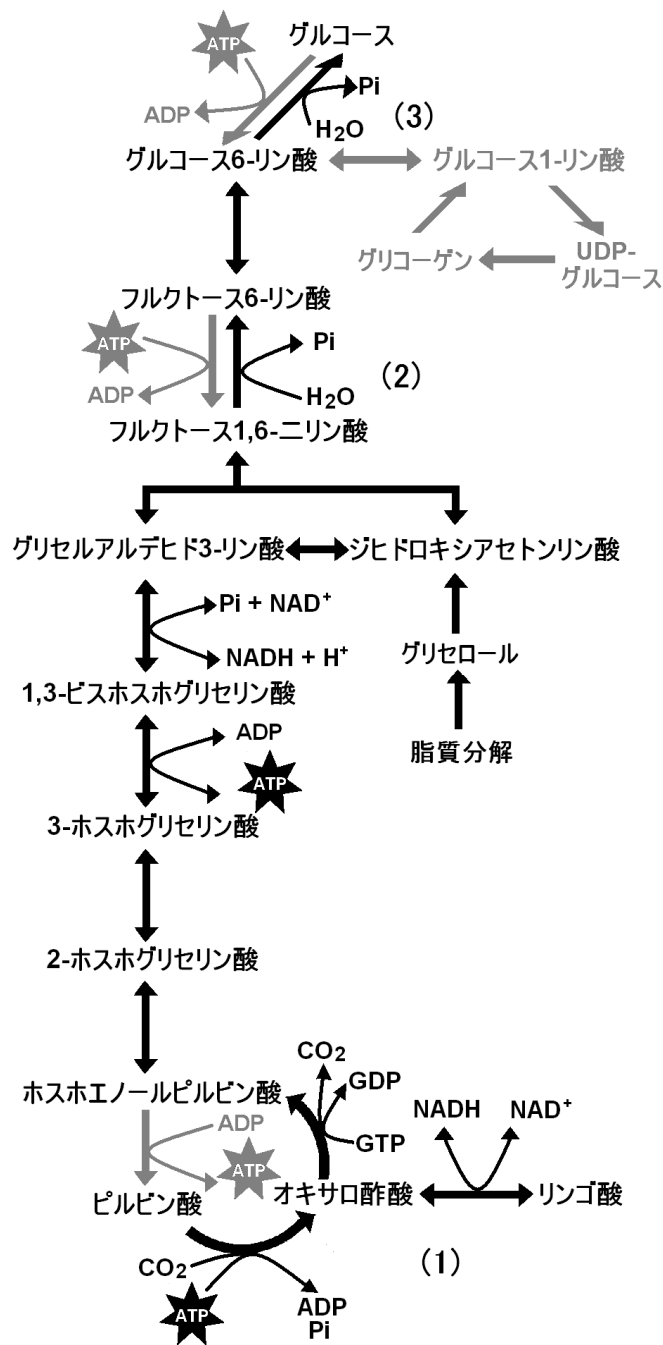 グルコース
ATP
ADP
Pi
H2O
(3)
グルコース6-リン酸
グルコース1-リン酸
グリコーゲン
UDP-
グルコース
フルクトース6-リン酸
ATP
ADP
Pi
H2O
(2)
フルクトース1,6-ニリン酸
グリセルアルデヒド3-リン酸
ジヒドロキシアセトンリン酸
Pi + NAD+
NADH + H+
グリセロール
1,3-ビスホスホグリセリン酸
脂質分解
ADP
ATP
3-ホスホグリセリン酸
2-ホスホグリセリン酸
ホスホエノールピルビン酸
CO2
GDP
GTP
NADH
NAD+
ADP
ATP
ピルビン酸
オキサロ酢酸
リンゴ酸
(1)
CO2
ATP
ADP
Pi